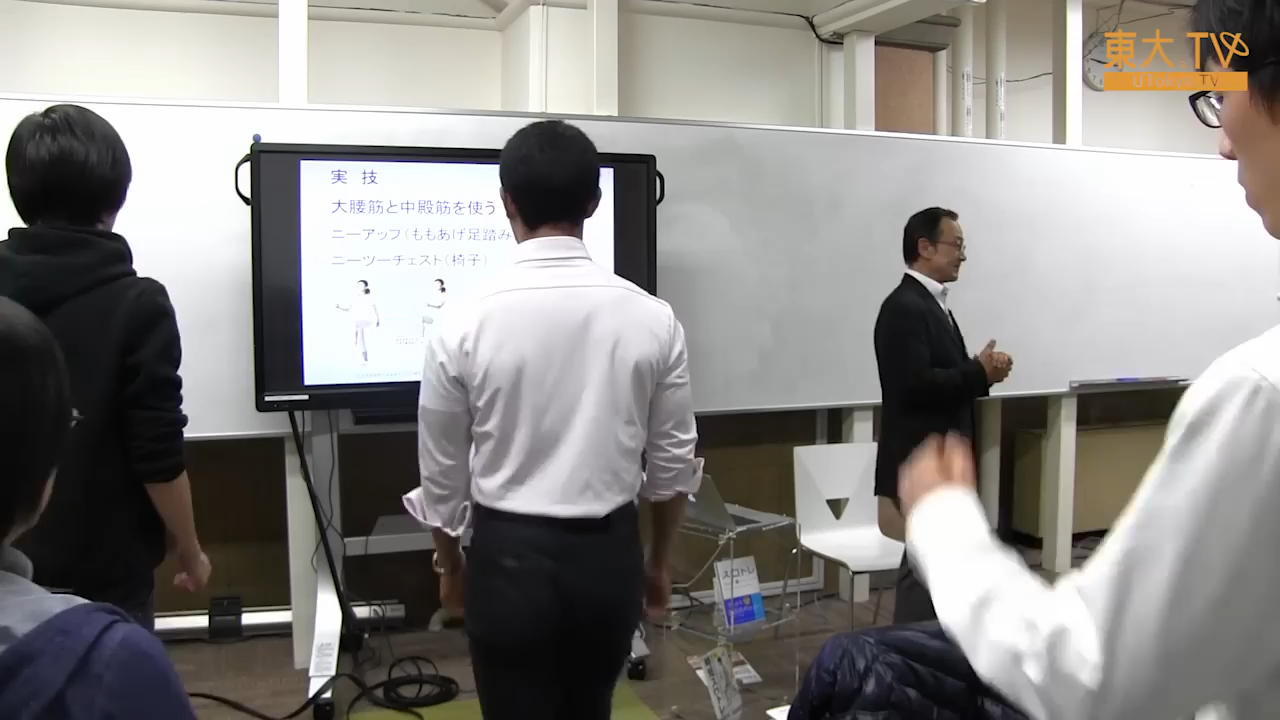 東大TV
UTokyo TV
実 技
大腰筋と中殿筋を使う
ニーアップ（ももあげ足踏み
ニーツーチェスト（椅子）
スロトレ